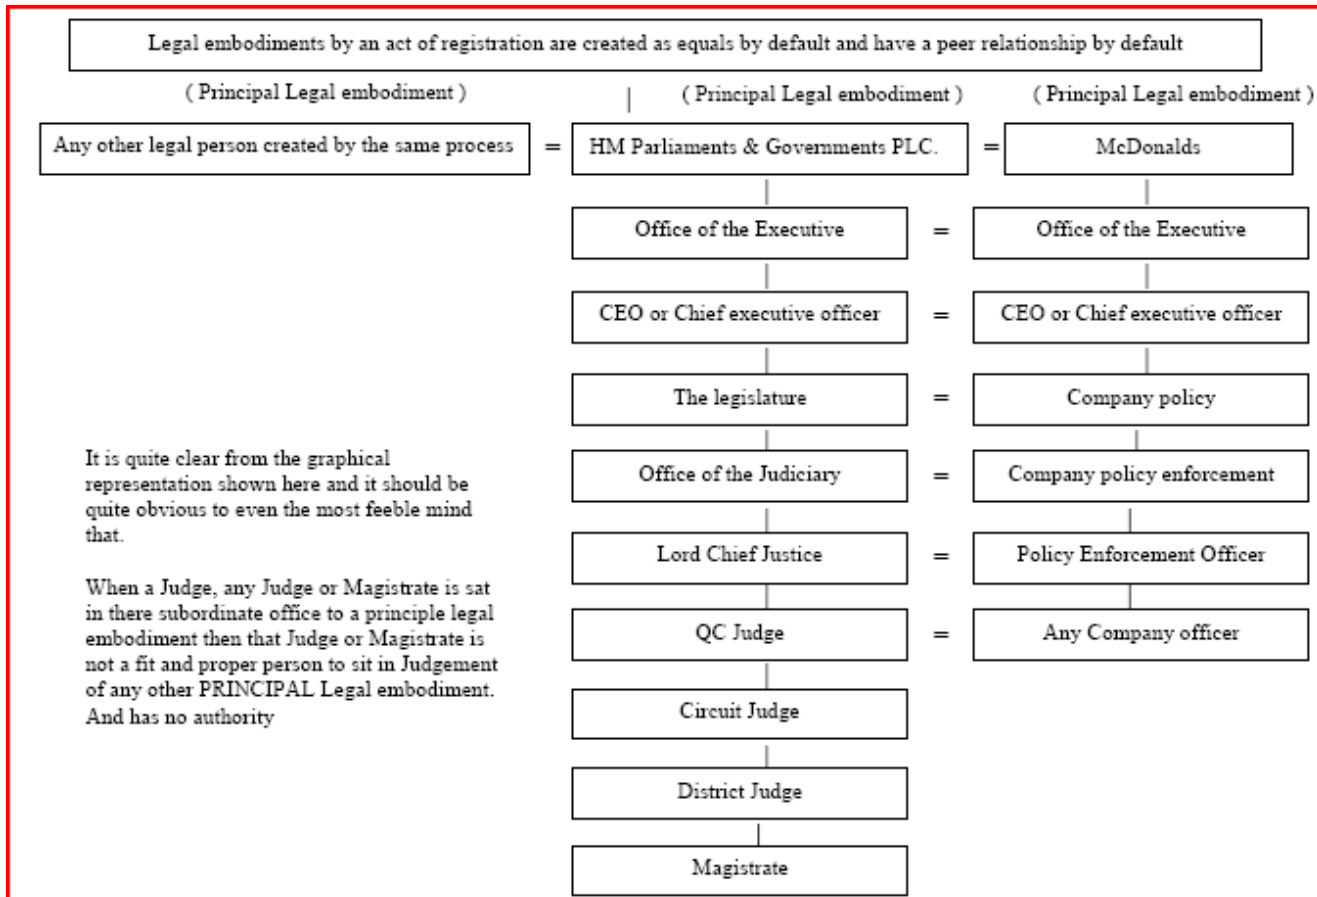 Legal embodiments by an act of registration are created as equals by default and have a peer relationship by default
( Principal Legal embodiment ) | ( Principal Legal embodiment ) ( Principal Legal embodiment )
Any other legal person created by the same process = HM Parliaments & Governments PLC. = McDonalds
Office of the Executive = Office of the Executive
CEO or Chief executive officer = CEO or Chief executive officer
The legislature = Company policy
Office of the Judiciary = Company policy enforcement
Lord Chief Justice = Policy Enforcement Officer
QC Judge = Any Company officer
Circuit Judge
District Judge
Magistrate
It is quite clear from the graphical
representation shown here and it should be
quite obvious to even the most feeble mind
that.
When a Judge, any Judge or Magistrate is sat
in there subordinate office to a principle legal
embodiment then that Judge or Magistrate is
not a fit and proper person to sit in Judgement
of any other PRINCIPAL Legal embodiment.
And has no authority